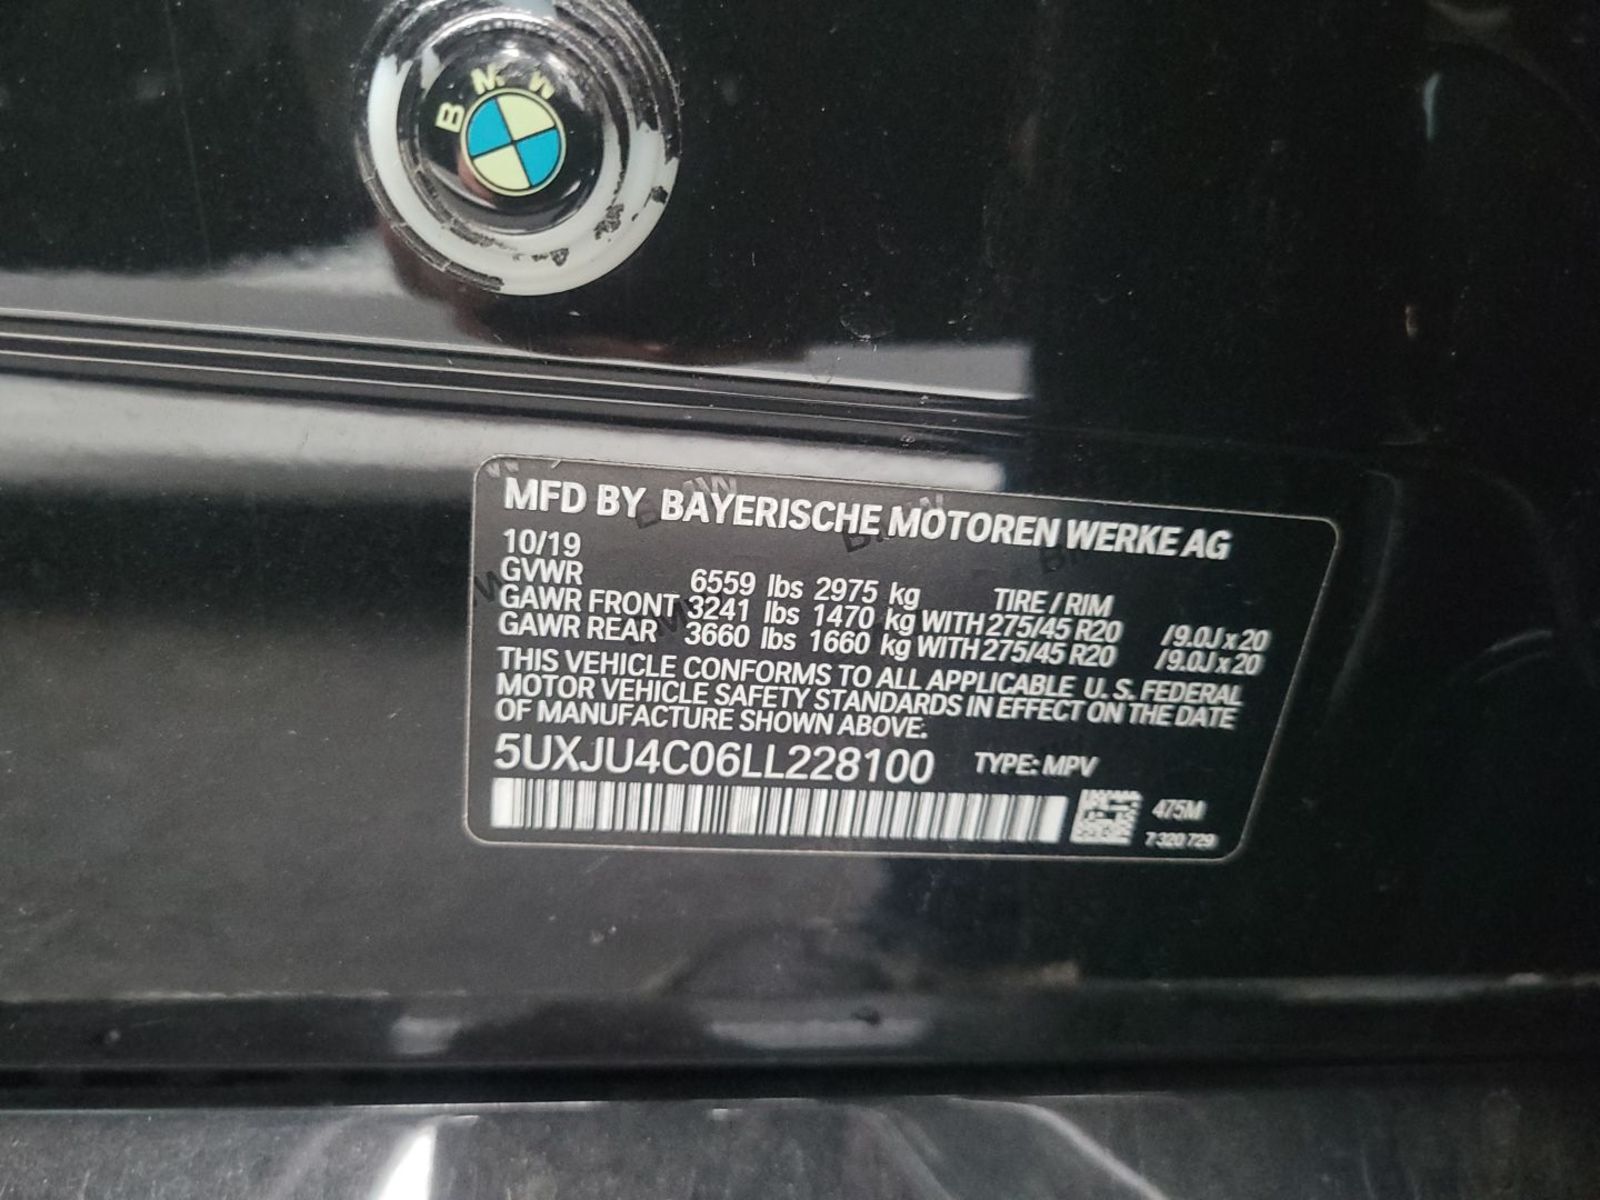 BMW
MFD BY BAYERISCHE MOTOREN WERKE AG
10/19
GVWR 6559 lbs 2975 kg TIRE / RIM
GAWR FRONT 3241 lbs 1470 kg WITH 275/45 R20 /9.0J x 20
GAWR REAR 3660 lbs 1660 kg WITH 275/45 R20 /9.0J x 20
THIS VEHICLE CONFORMS TO ALL APPLICABLE U. S. FEDERAL
MOTOR VEHICLE SAFETY STANDARDS IN EFFECT ON THE DATE
OF MANUFACTURE SHOWN ABOVE:
5UXJU4C06LL228100 TYPE: MPV
475M
7 320 729